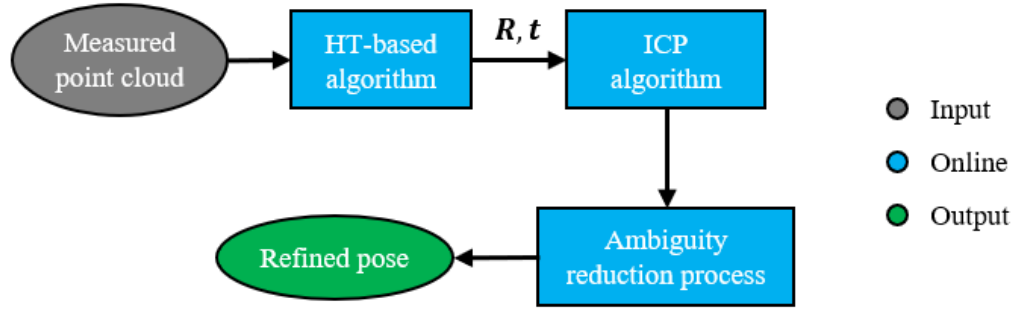 Measured
point cloud
HT-based
algorithm
R, t
ICP
algorithm
Ambiguity
reduction process
Refined pose
Input
Online
Output